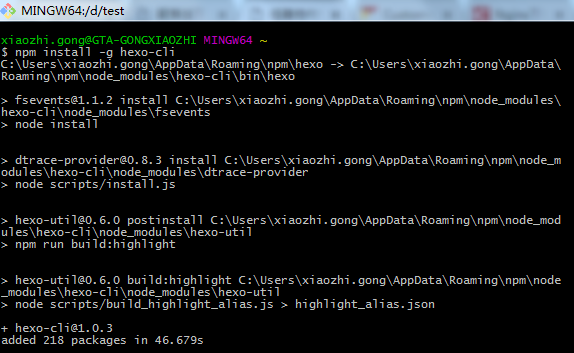 MINGW64:/d/test
xiaozhi.gong@GTA-GONGXIAOZHI MINGW64 ~
$ npm install -g hexo-cli
C:\Users\xiaozhi.gong\AppData\Roaming\npm\hexo -> C:\Users\xiaozhi.gong\AppData\
Roaming\npm\node_modules\hexo-cli\bin\hexo
> fsevents@1.1.2 install C:\Users\xiaozhi.gong\AppData\Roaming\npm\node_modules\
hexo-cli\node_modules\fsevents
> node install
> dtrace-provider@0.8.3 install C:\Users\xiaozhi.gong\AppData\Roaming\npm\node_m
odules\hexo-cli\node_modules\dtrace-provider
> node scripts/install.js
> hexo-util@0.6.0 postinstall C:\Users\xiaozhi.gong\AppData\Roaming\npm\node_mod
ules\hexo-cli\node_modules\hexo-util
> npm run build:highlight
> hexo-util@0.6.0 build:highlight C:\Users\xiaozhi.gong\AppData\Roaming\npm\node
_modules\hexo-cli\node_modules\hexo-util
> node scripts/build_highlight_alias.js > highlight_alias.json
+ hexo-cli@1.0.3
added 218 packages in 46.679s